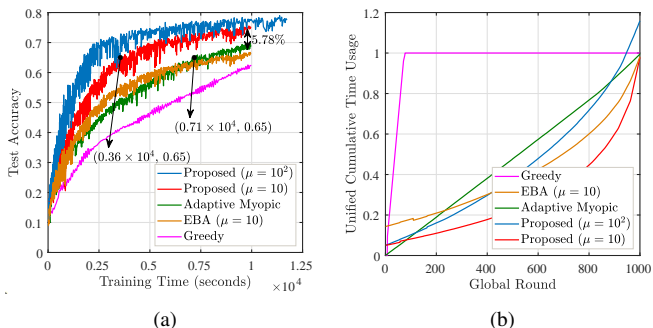 0.8
0.7
0.6
0.5
0.4
0.3
0.2
0.1
0
Test Accuracy
5.78%
(0.71 × 10⁴, 0.65)
(0.36 × 10⁴, 0.65)
Proposed (μ = 10²)
Proposed (μ = 10)
Adaptive Myopic
EBA (μ = 10)
Greedy
0 0.25 0.5 0.75 1.0 1.25
Training Time (seconds)
×10⁴
(a)
1.2
1
0.8
0.6
0.4
0.2
0
Unified Cumulative Time Usage
Greedy
EBA (μ = 10)
Adaptive Myopic
Proposed (μ = 10²)
Proposed (μ = 10)
0 200 400 600 800 1000
Global Round
(b)